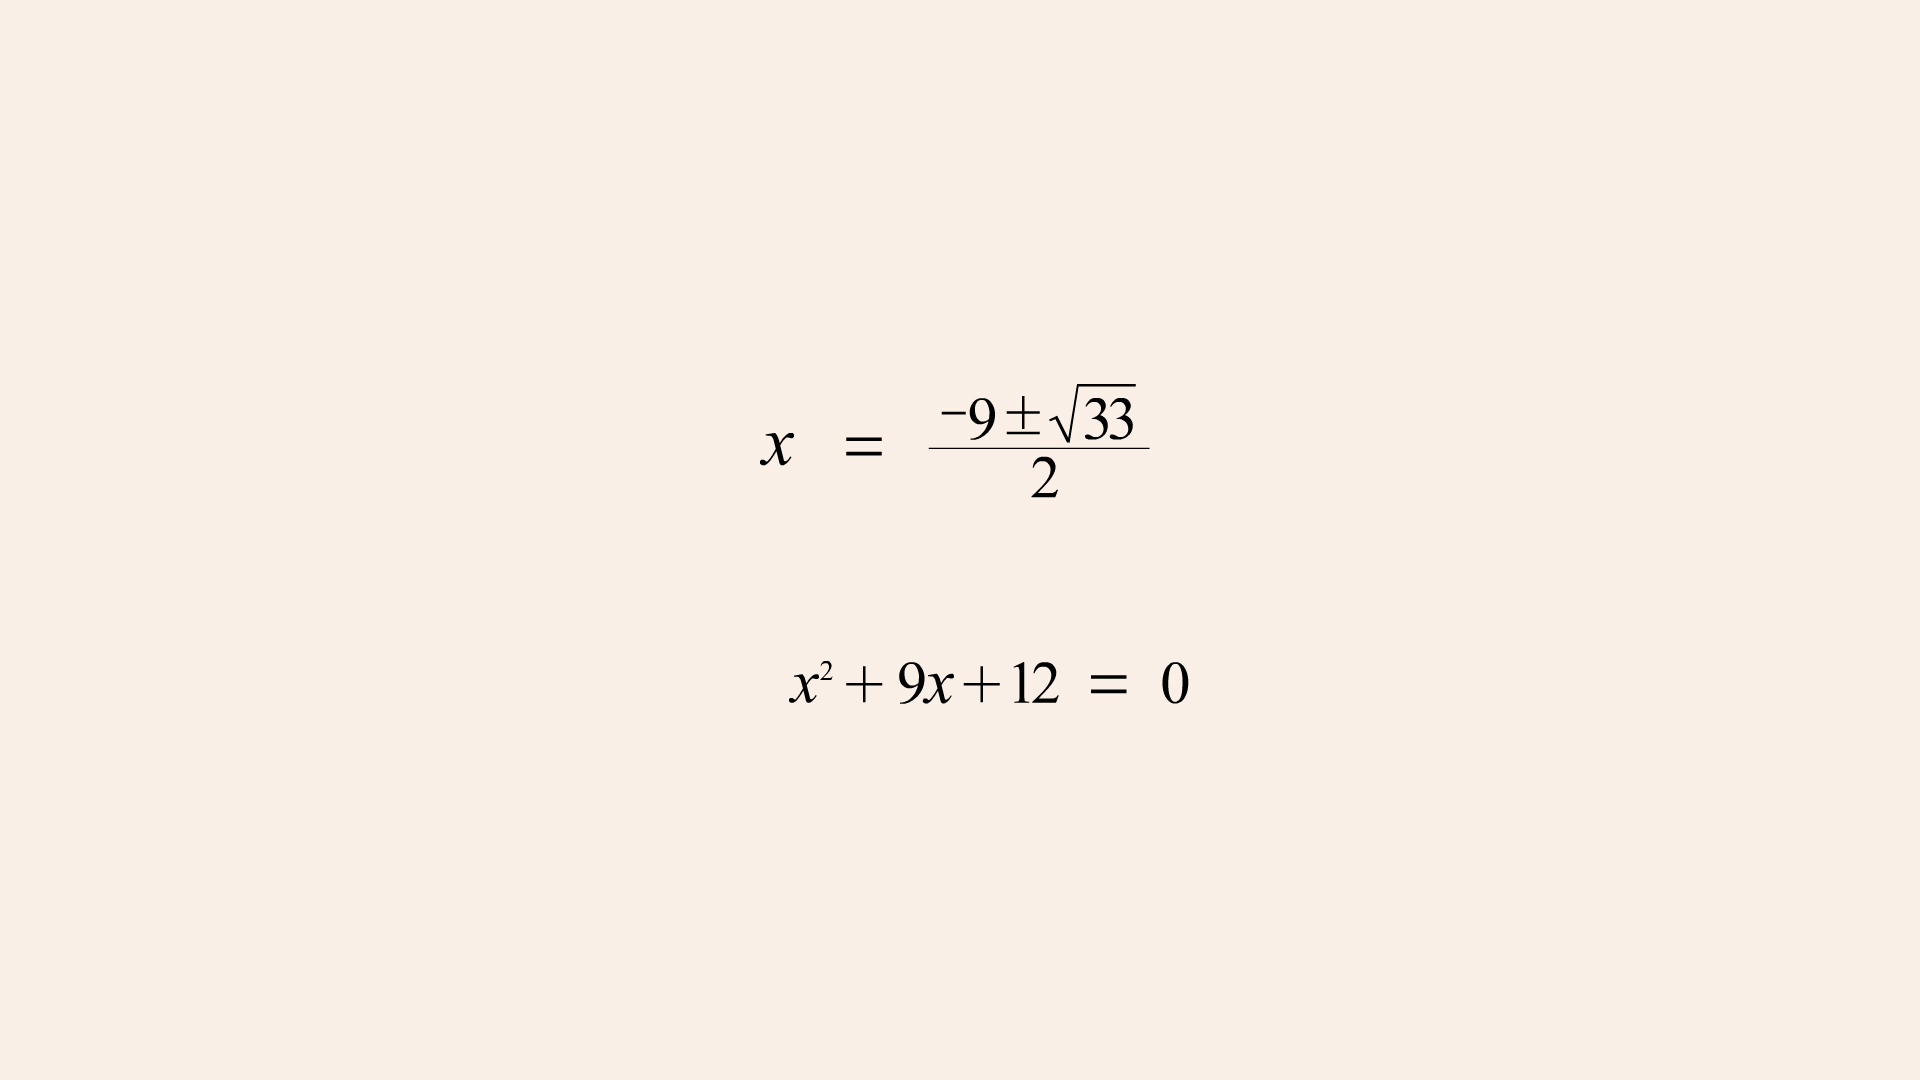 x = (−9 ± √33) / 2
x² + 9x + 12 = 0